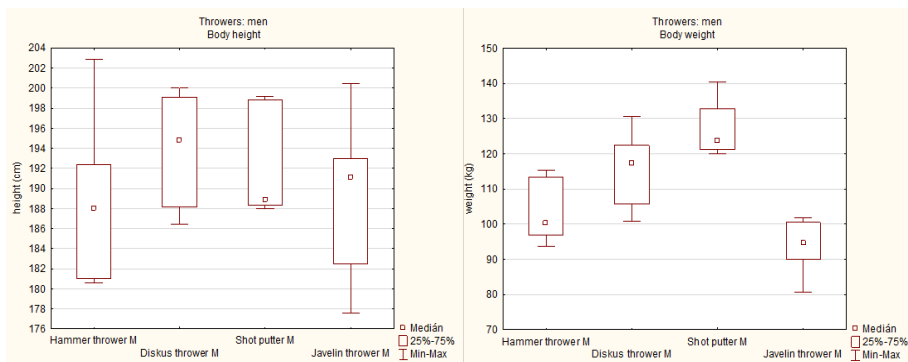 Throwers: men
Body height
204
202
200
198
196
194
192
190
188
186
184
182
180
178
176
height (cm)
Hammer thrower M
Diskus thrower M
Shot putter M
Javelin thrower M
Medián
25%-75%
Min-Max
Throwers: men
Body weight
150
140
130
120
110
100
90
80
70
weight (kg)
Hammer thrower M
Diskus thrower M
Shot putter M
Javelin thrower M
Medián
25%-75%
Min-Max